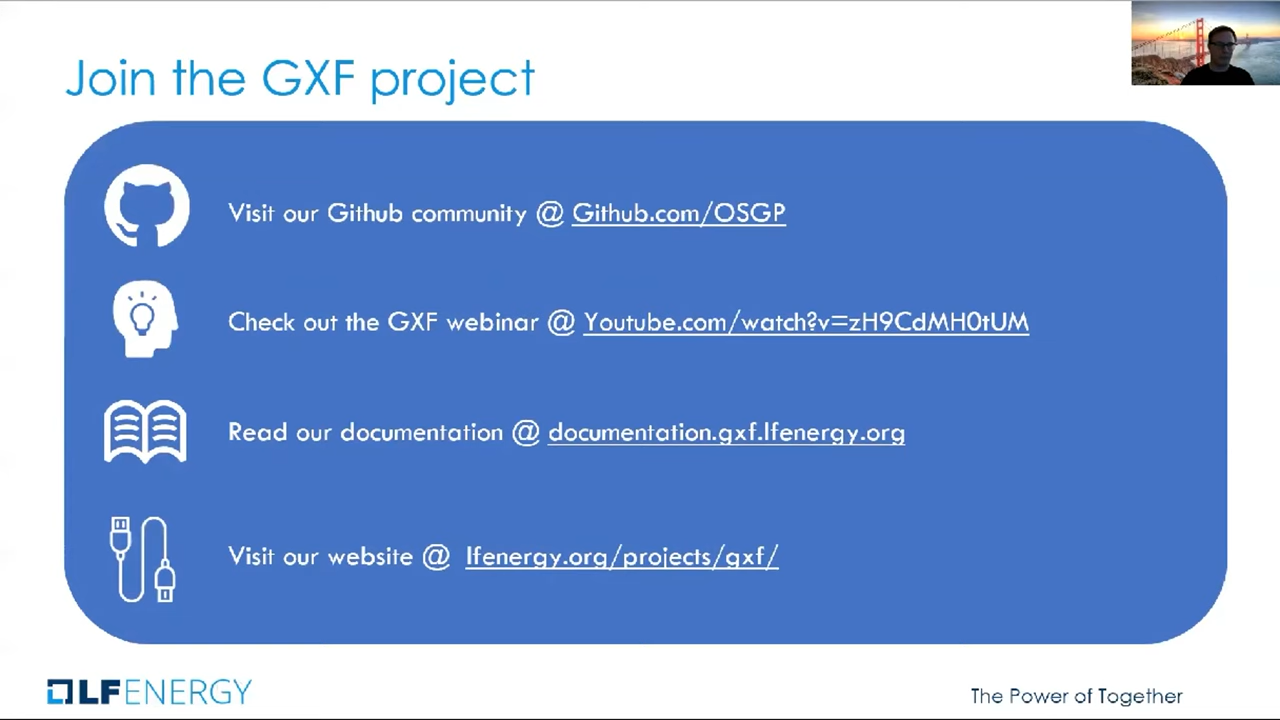 Join the GXF project
Visit our Github community @ Github.com/OSGP
Check out the GXF webinar @ Youtube.com/watch?v=zH9CdMH0tUM
Read our documentation @ documentation.gxf.lfenergy.org
Visit our website @ lfenergy.org/projects/gxf/
LFENERGY
The Power of Together